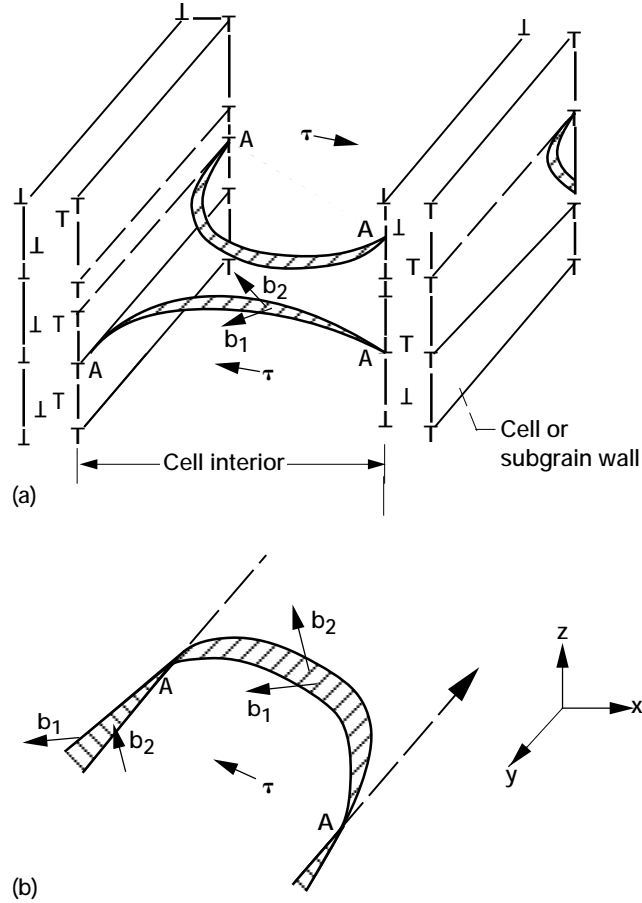 τ
A
A
b2
b1
A
A
τ
Cell interior
Cell or
subgrain wall
(a)
b2
A
b1
b1
b2
τ
A
z
x
y
(b)